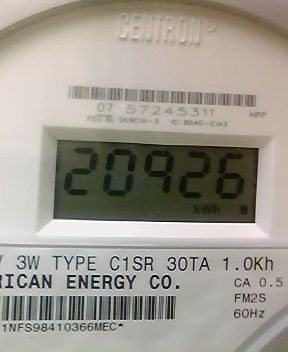 CENTRON®
07 57245311
20926
kWh
V 3W TYPE C1SR 30TA 1.0Kh
RICAN ENERGY CO.
CA 0.5
FM2S
60Hz
1NFS98410366MEC*